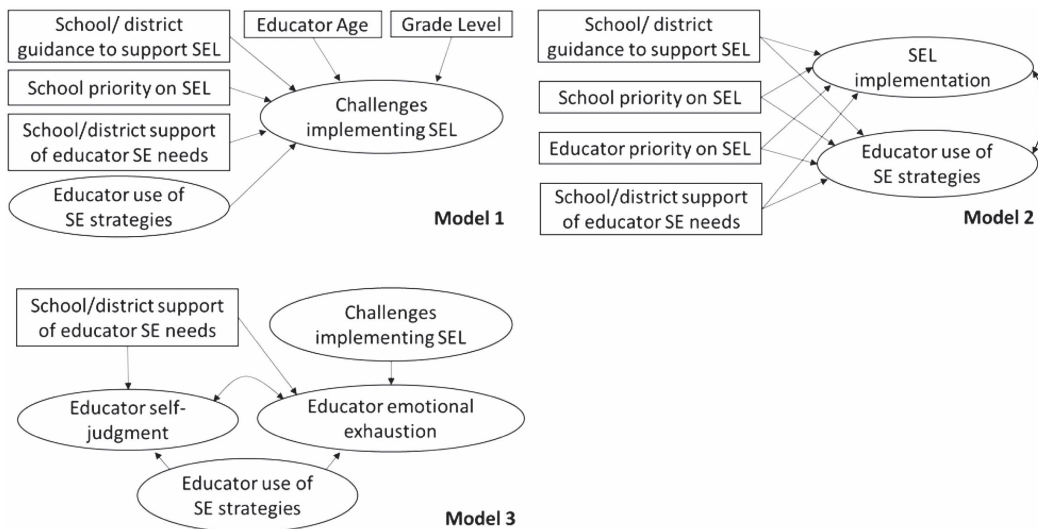 School/ district
guidance to support SEL
Educator Age
Grade Level
School priority on SEL
School/district support
of educator SE needs
Challenges
implementing SEL
Educator use of
SE strategies
Model 1
School/ district
guidance to support SEL
School priority on SEL
Educator priority on SEL
School/district support
of educator SE needs
SEL
implementation
Educator use of
SE strategies
Model 2
School/district support
of educator SE needs
Challenges
implementing SEL
Educator self-
judgment
Educator emotional
exhaustion
Educator use of
SE strategies
Model 3